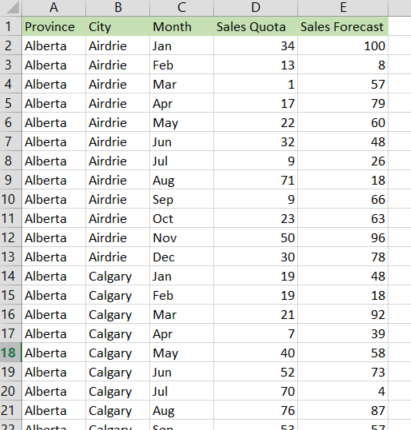 A B C D E
1 Province City Month Sales Quota Sales Forecast
2 Alberta Airdrie Jan 34 100
3 Alberta Airdrie Feb 13 8
4 Alberta Airdrie Mar 1 57
5 Alberta Airdrie Apr 17 79
6 Alberta Airdrie May 22 60
7 Alberta Airdrie Jun 32 48
8 Alberta Airdrie Jul 9 26
9 Alberta Airdrie Aug 71 18
10 Alberta Airdrie Sep 9 66
11 Alberta Airdrie Oct 23 63
12 Alberta Airdrie Nov 50 96
13 Alberta Airdrie Dec 30 78
14 Alberta Calgary Jan 19 48
15 Alberta Calgary Feb 19 18
16 Alberta Calgary Mar 21 92
17 Alberta Calgary Apr 7 39
18 Alberta Calgary May 40 58
19 Alberta Calgary Jun 52 73
20 Alberta Calgary Jul 70 4
21 Alberta Calgary Aug 76 87
22 Alberta Calgary Sep 53 57